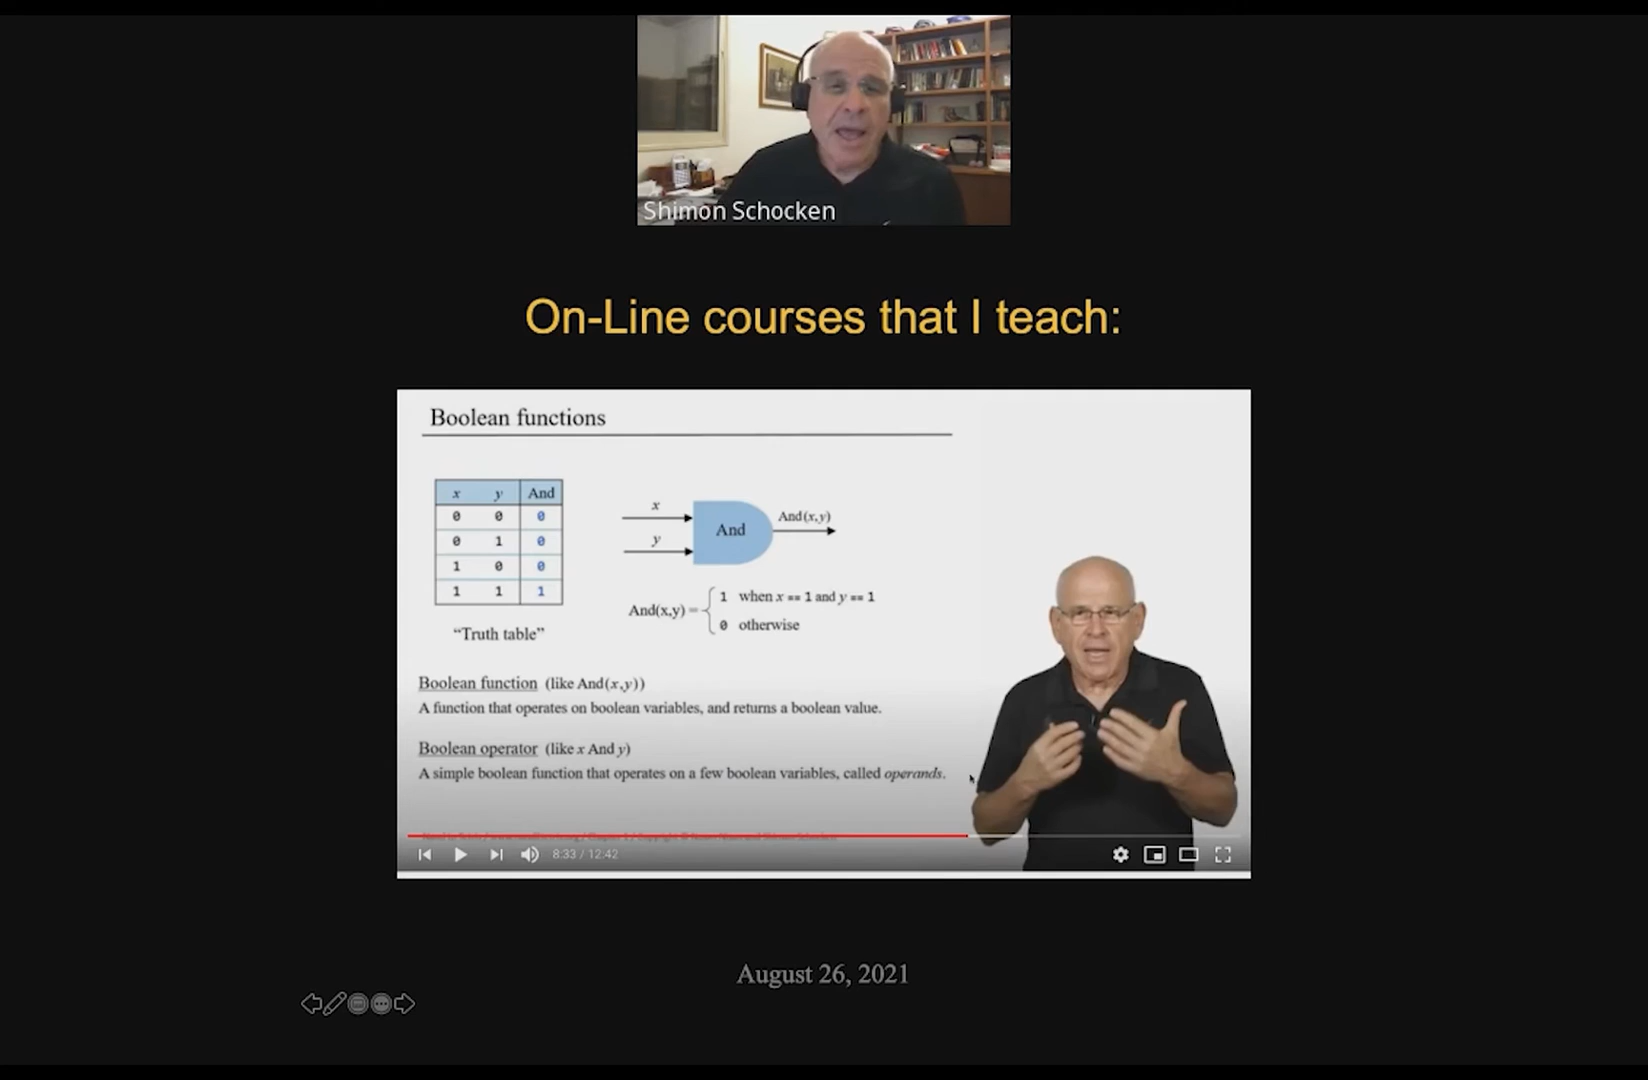 Shimon Schocken
On-Line courses that I teach:
Boolean functions
x y And
0 0 0
0 1 0
1 0 0
1 1 1
"Truth table"
x
y
And
And(x,y)
And(x,y) = { 1 when x == 1 and y == 1
0 otherwise
Boolean function (like And(x,y))
A function that operates on boolean variables, and returns a boolean value.
Boolean operator (like x And y)
A simple boolean function that operates on a few boolean variables, called operands.
8:33 / 12:42
August 26, 2021